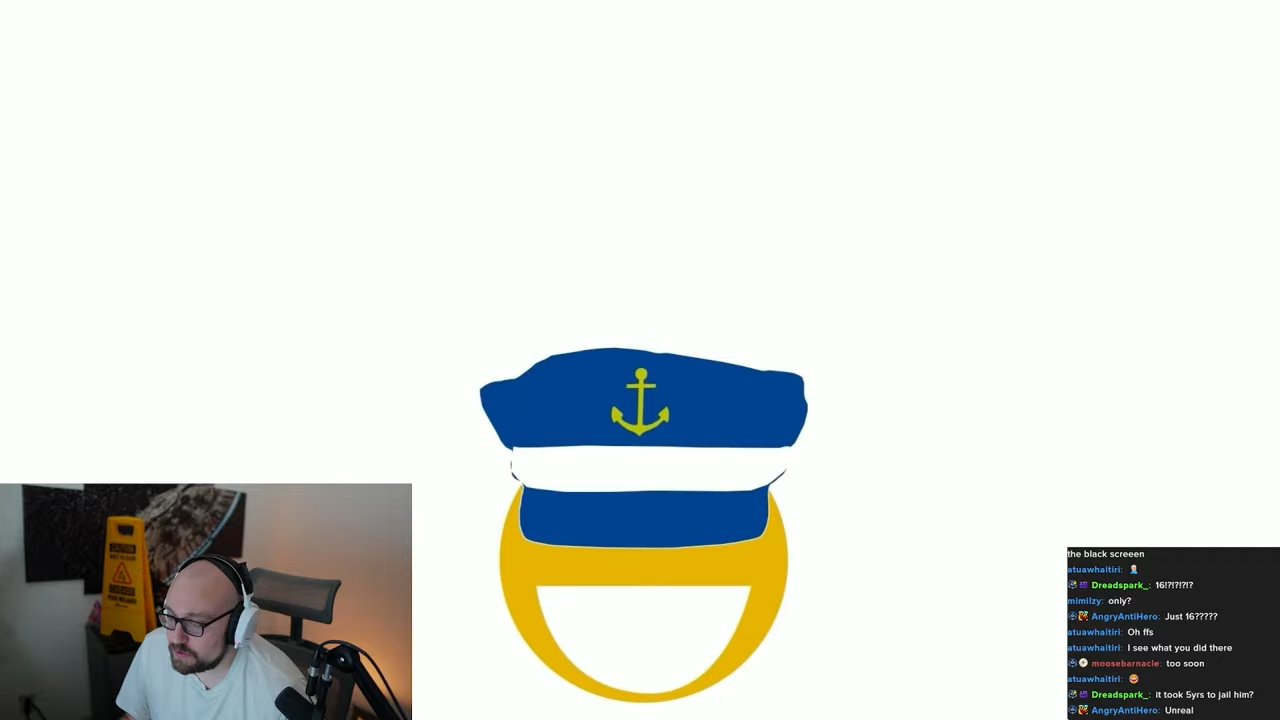 the black screeen
atuawhaitiri:
Dreadspark_: 16!?!?!?!?
mimilzy: only?
AngryAntiHero: Just 16?????
atuawhaitiri: Oh ffs
atuawhaitiri: I see what you did there
moosebarnacle: too soon
atuawhaitiri:
Dreadspark_: it took 5yrs to jail him?
AngryAntiHero: Unreal